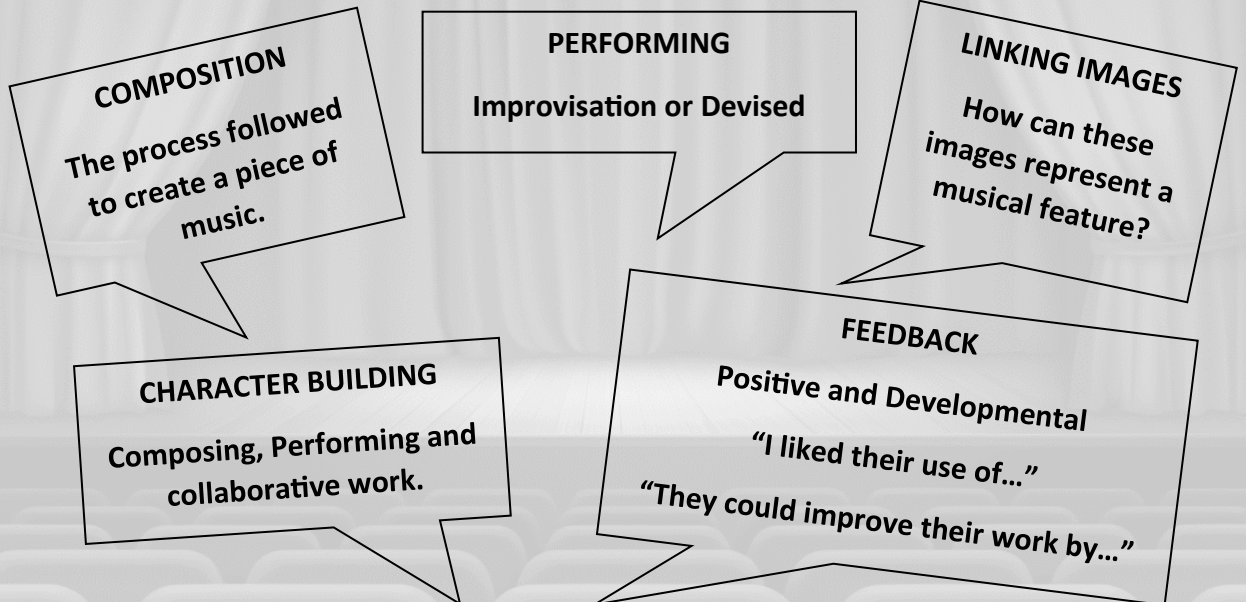 COMPOSITION
The process followed
to create a piece of
music.
PERFORMING
Improvisation or Devised
LINKING IMAGES
How can these
images represent a
musical feature?
CHARACTER BUILDING
Composing, Performing and
collaborative work.
FEEDBACK
Positive and Developmental
“I liked their use of…”
“They could improve their work by…”